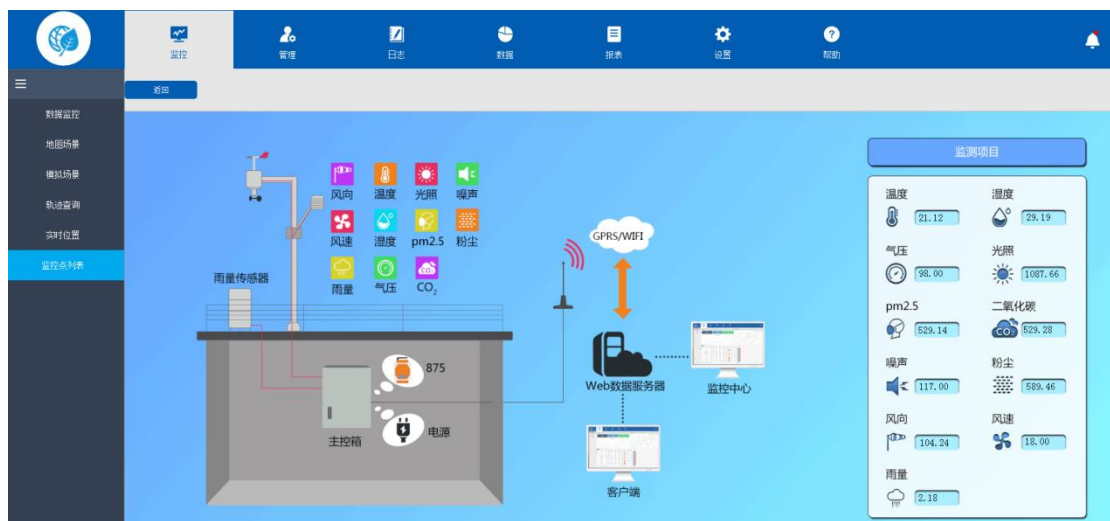 监控
管理
日志
数据
报表
设置
帮助
返回
数据监控
地图场景
模拟场景
轨迹查询
实时位置
监控点列表
风向 温度 光照 噪声
风速 湿度 pm2.5 粉尘
雨量 气压 CO₂
雨量传感器
875
电源
主控箱
GPRS/WIFI
Web数据服务器
监控中心
客户端
监测项目
温度 湿度
21.12 29.19
气压 光照
98.00 1087.66
pm2.5 二氧化碳
529.14 529.28
噪声 粉尘
117.00 589.46
风向 风速
104.24 18.00
雨量
2.18